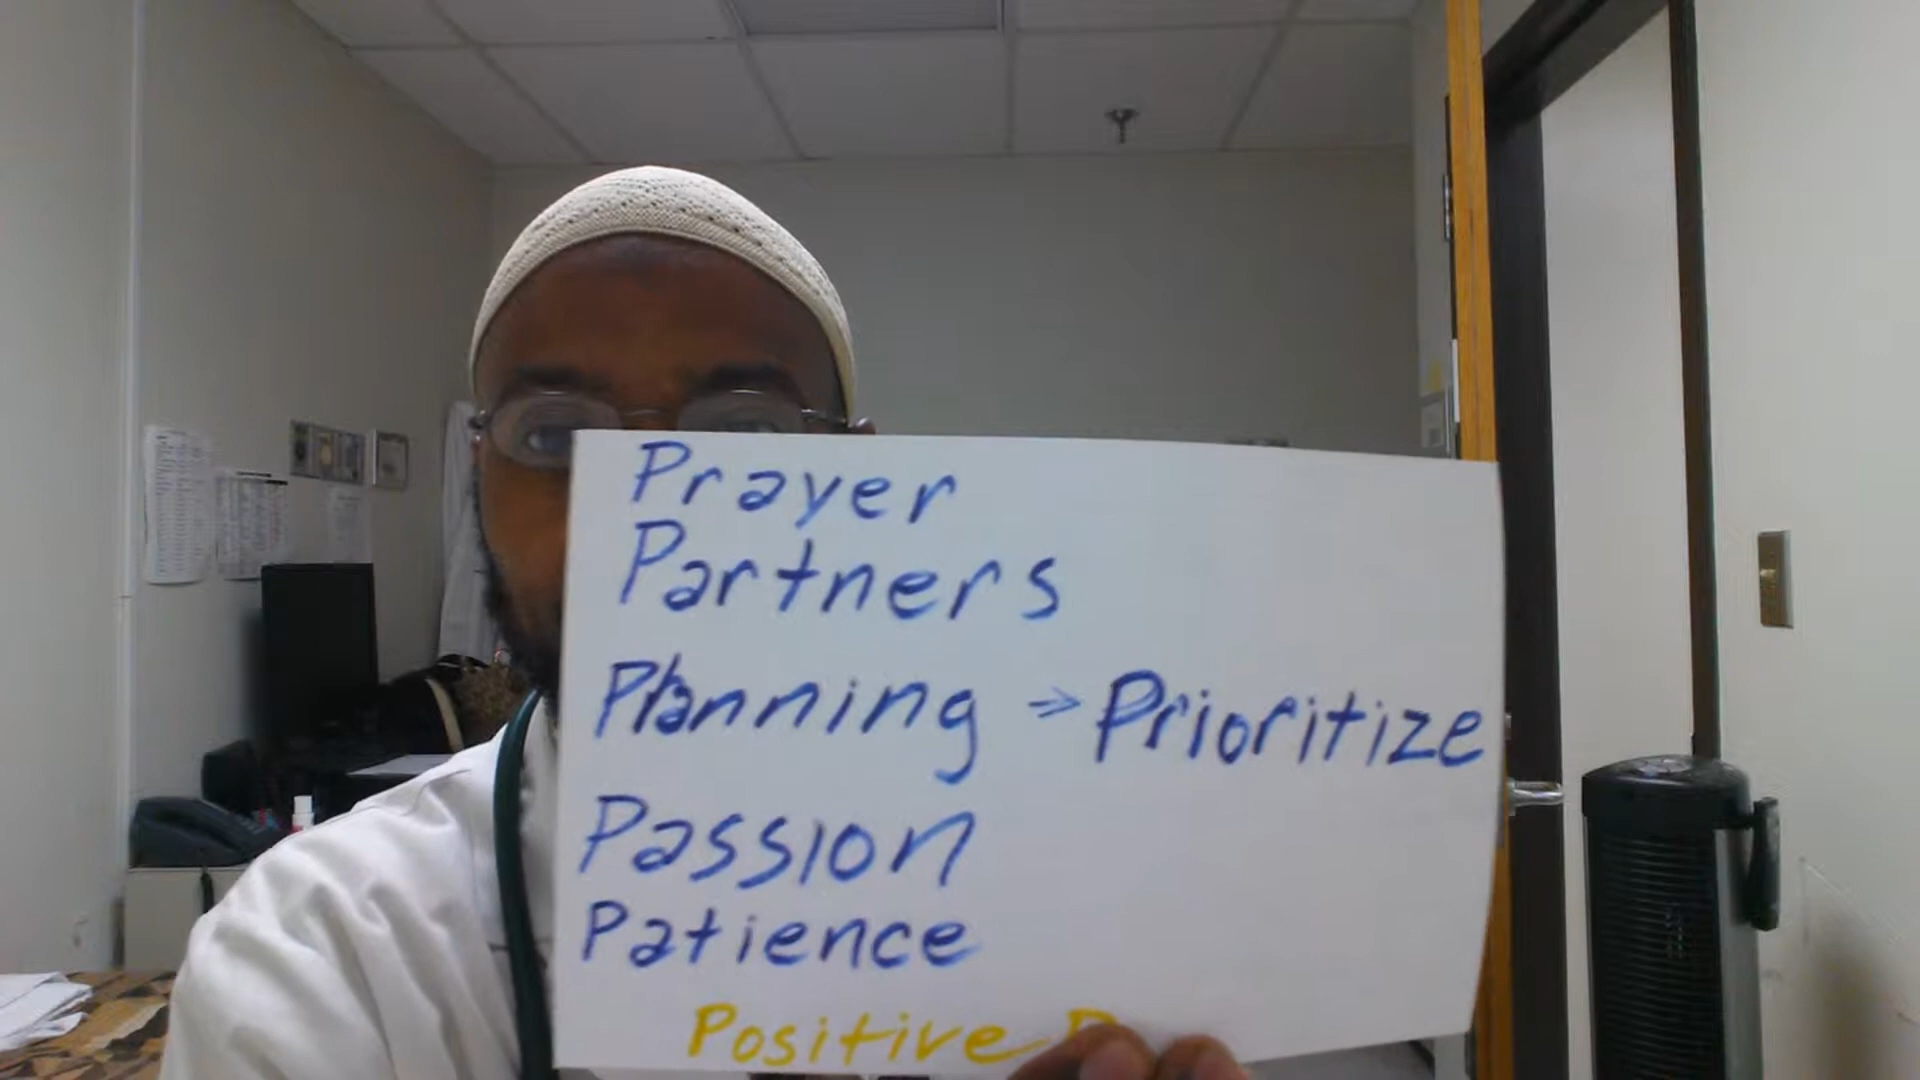 Prayer
Partners
Planning → Prioritize
Passion
Patience
Positive